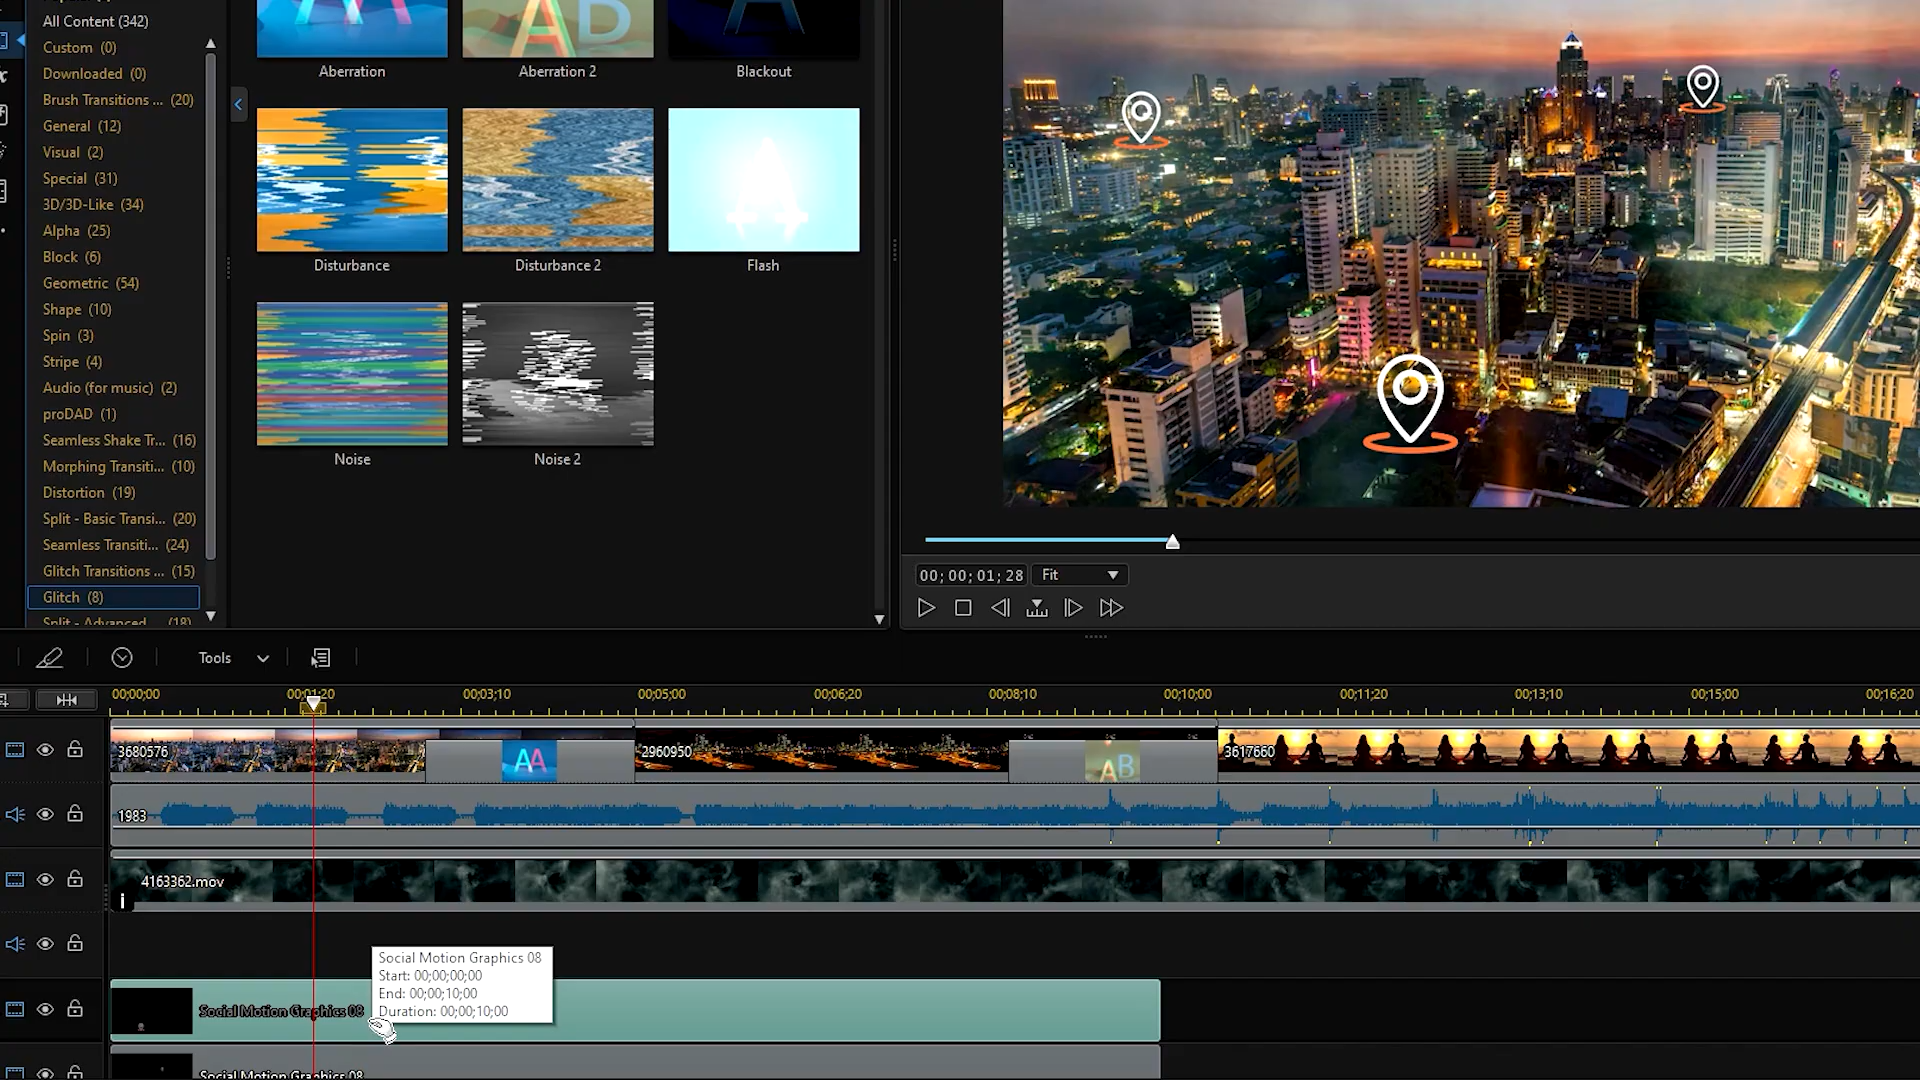 All Content (342)
Custom (0)
Downloaded (0)
Brush Transitions ... (20)
General (12)
Visual (2)
Special (31)
3D/3D-Like (34)
Alpha (25)
Block (6)
Geometric (54)
Shape (10)
Spin (3)
Stripe (4)
Audio (for music) (2)
proDAD (1)
Seamless Shake Tr... (16)
Morphing Transiti... (10)
Distortion (19)
Split - Basic Transi... (20)
Seamless Transiti... (24)
Glitch Transitions ... (15)
Glitch (8)
Split - Advanced ... (18)
Aberration
Aberration 2
Blackout
Disturbance
Disturbance 2
Flash
Noise
Noise 2
00;00;01;28
Fit
Tools
00;00;00
00;01;20
00;03;10
00;05;00
00;06;20
00;08;10
00;10;00
00;11;20
00;13;10
00;15;00
00;16;20
3680576
AA
2960950
AB
3617660
1983
4163362.mov
i
Social Motion Graphics 08
Start: 00;00;00;00
End: 00;00;10;00
Duration: 00;00;10;00
Social Motion Graphics 08
Social Motion Graphics 08